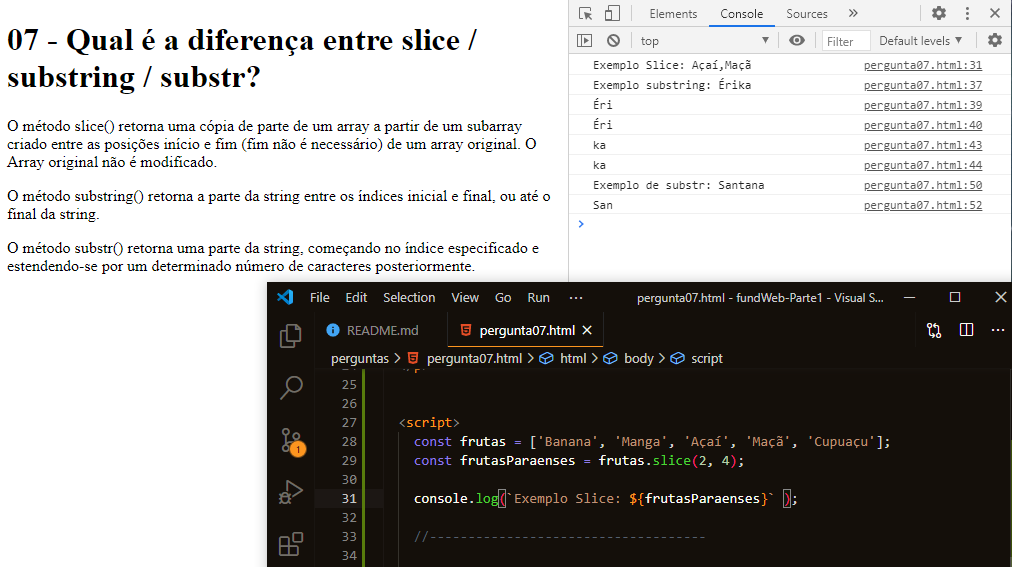 07 - Qual é a diferença entre slice /
substring / substr?
O método slice() retorna uma cópia de parte de um array a partir de um subarray
criado entre as posições início e fim (fim não é necessário) de um array original. O
Array original não é modificado.
O método substring() retorna a parte da string entre os índices inicial e final, ou até o
final da string.
O método substr() retorna uma parte da string, começando no índice especificado e
estendendo-se por um determinado número de caracteres posteriormente.
Elements Console Sources »
top Filter Default levels
Exemplo Slice: Açaí,Maçã pergunta07.html:31
Exemplo substring: Érika pergunta07.html:37
Éri pergunta07.html:39
Éri pergunta07.html:40
ka pergunta07.html:43
ka pergunta07.html:44
Exemplo de substr: Santana pergunta07.html:50
San pergunta07.html:52
File Edit Selection View Go Run ··· pergunta07.html - fundWeb-Parte1 - Visual S...
README.md pergunta07.html
perguntas > pergunta07.html > html > body > script
25
26
27 <script>
28 const frutas = ['Banana', 'Manga', 'Açaí', 'Maçã', 'Cupuaçu'];
29 const frutasParaenses = frutas.slice(2, 4);
30
31 console.log(`Exemplo Slice: ${frutasParaenses}` );
32
33 //------------------------------------
34
1